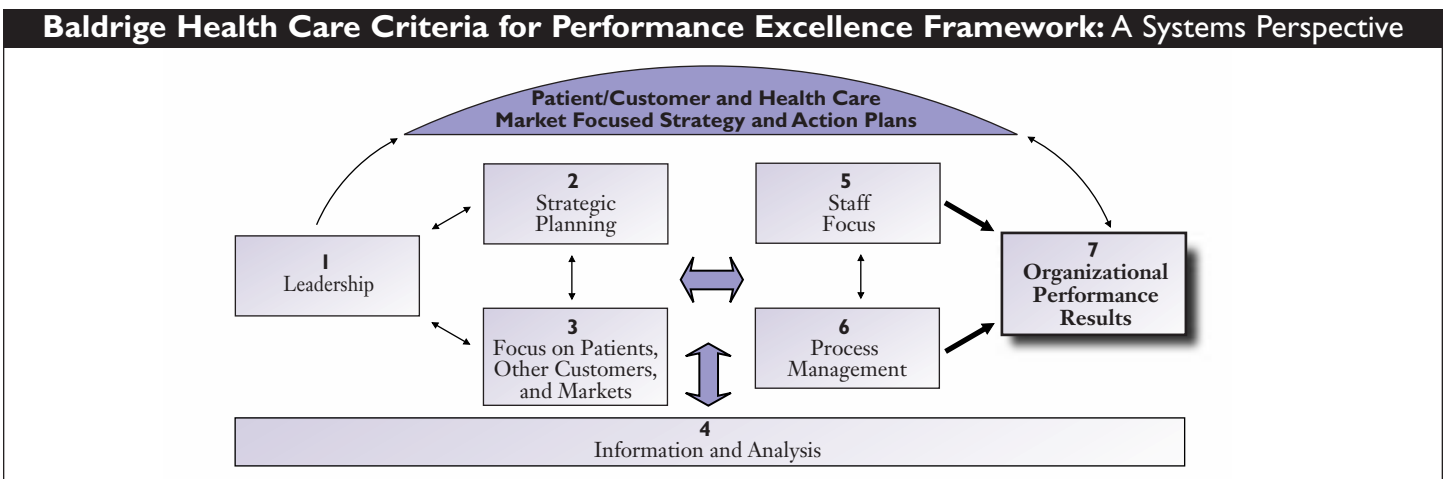 Baldrige Health Care Criteria for Performance Excellence Framework: A Systems Perspective
Patient/Customer and Health Care
Market Focused Strategy and Action Plans
1
Leadership
2
Strategic
Planning
3
Focus on Patients,
Other Customers,
and Markets
5
Staff
Focus
6
Process
Management
7
Organizational
Performance
Results
4
Information and Analysis